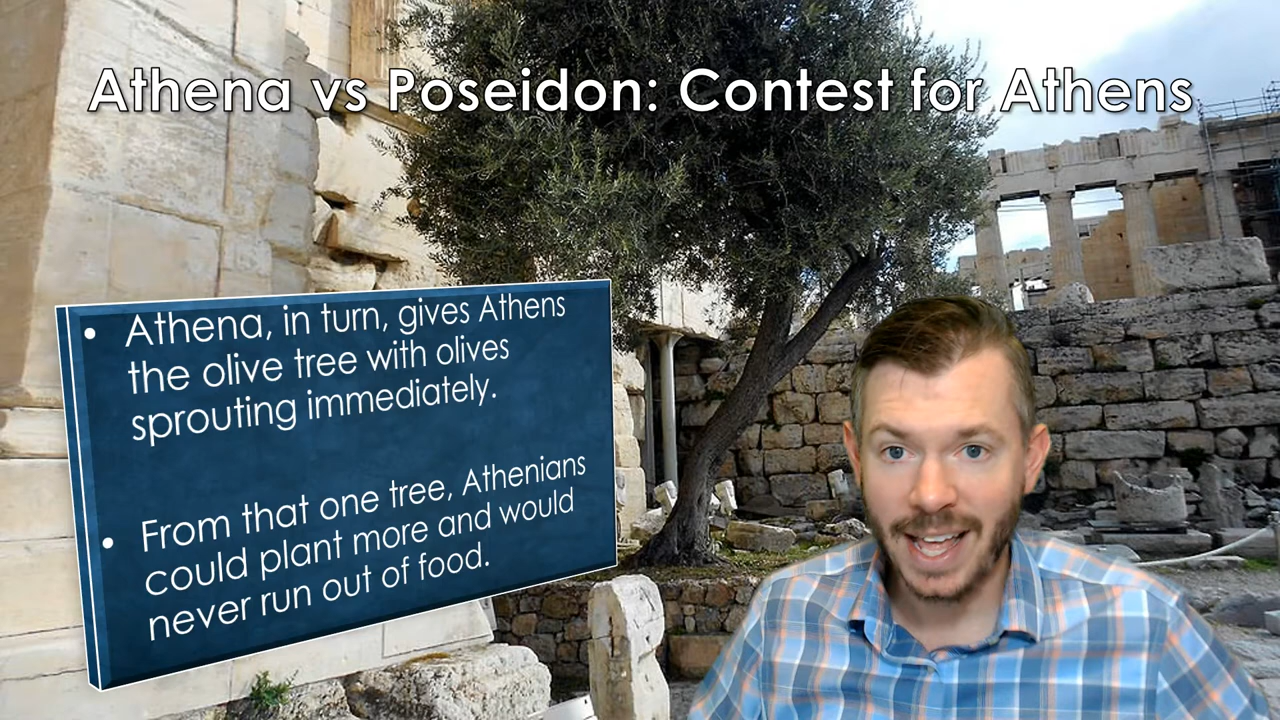 Athena vs Poseidon: Contest for Athens
• Athena, in turn, gives Athens
the olive tree with olives
sprouting immediately.
• From that one tree, Athenians
could plant more and would
never run out of food.